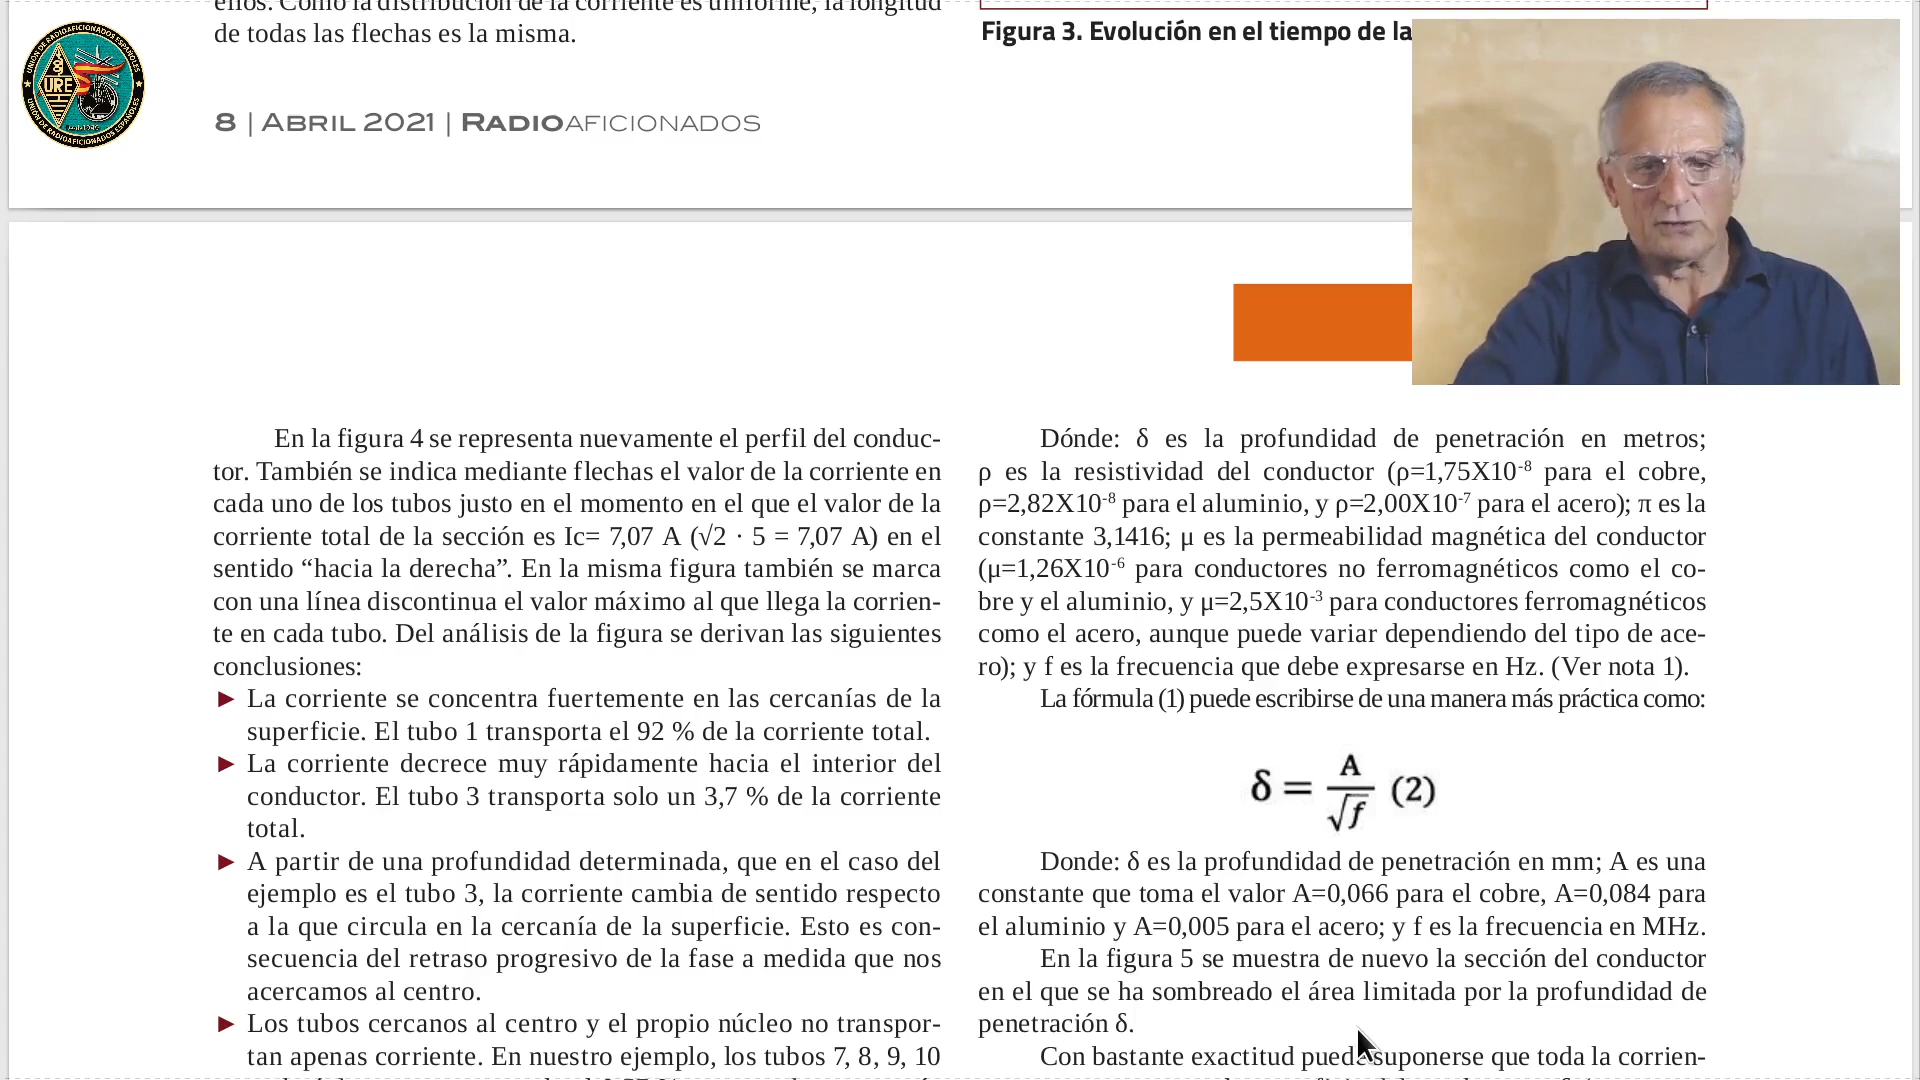 de todas las flechas es la misma.
8 | ABRIL 2021 | RADIOAFICIONADOS
En la figura 4 se representa nuevamente el perfil del conduc-
tor. También se indica mediante flechas el valor de la corriente en
cada uno de los tubos justo en el momento en el que el valor de la
corriente total de la sección es Ic= 7,07 A (√2 · 5 = 7,07 A) en el
sentido “hacia la derecha”. En la misma figura también se marca
con una línea discontinua el valor máximo al que llega la corrien-
te en cada tubo. Del análisis de la figura se derivan las siguientes
conclusiones:
► La corriente se concentra fuertemente en las cercanías de la
superficie. El tubo 1 transporta el 92 % de la corriente total.
► La corriente decrece muy rápidamente hacia el interior del
conductor. El tubo 3 transporta solo un 3,7 % de la corriente
total.
► A partir de una profundidad determinada, que en el caso del
ejemplo es el tubo 3, la corriente cambia de sentido respecto
a la que circula en la cercanía de la superficie. Esto es con-
secuencia del retraso progresivo de la fase a medida que nos
acercamos al centro.
► Los tubos cercanos al centro y el propio núcleo no transpor-
tan apenas corriente. En nuestro ejemplo, los tubos 7, 8, 9, 10
Figura 3. Evolución en el tiempo de la
Dónde: δ es la profundidad de penetración en metros;
ρ es la resistividad del conductor (ρ=1,75X10⁻⁸ para el cobre,
ρ=2,82X10⁻⁸ para el aluminio, y ρ=2,00X10⁻⁷ para el acero); π es la
constante 3,1416; μ es la permeabilidad magnética del conductor
(μ=1,26X10⁻⁶ para conductores no ferromagnéticos como el co-
bre y el aluminio, y μ=2,5X10⁻³ para conductores ferromagnéticos
como el acero, aunque puede variar dependiendo del tipo de ace-
ro); y f es la frecuencia que debe expresarse en Hz. (Ver nota 1).
La fórmula (1) puede escribirse de una manera más práctica como:
δ = A/√f (2)
Donde: δ es la profundidad de penetración en mm; A es una
constante que toma el valor A=0,066 para el cobre, A=0,084 para
el aluminio y A=0,005 para el acero; y f es la frecuencia en MHz.
En la figura 5 se muestra de nuevo la sección del conductor
en el que se ha sombreado el área limitada por la profundidad de
penetración δ.
Con bastante exactitud puede suponerse que toda la corrien-
UNIÓN DE RADIOAFICIONADOS ESPAÑOLES
URE
UNIÓN DE RADIOAFICIONADOS ESPAÑOLES